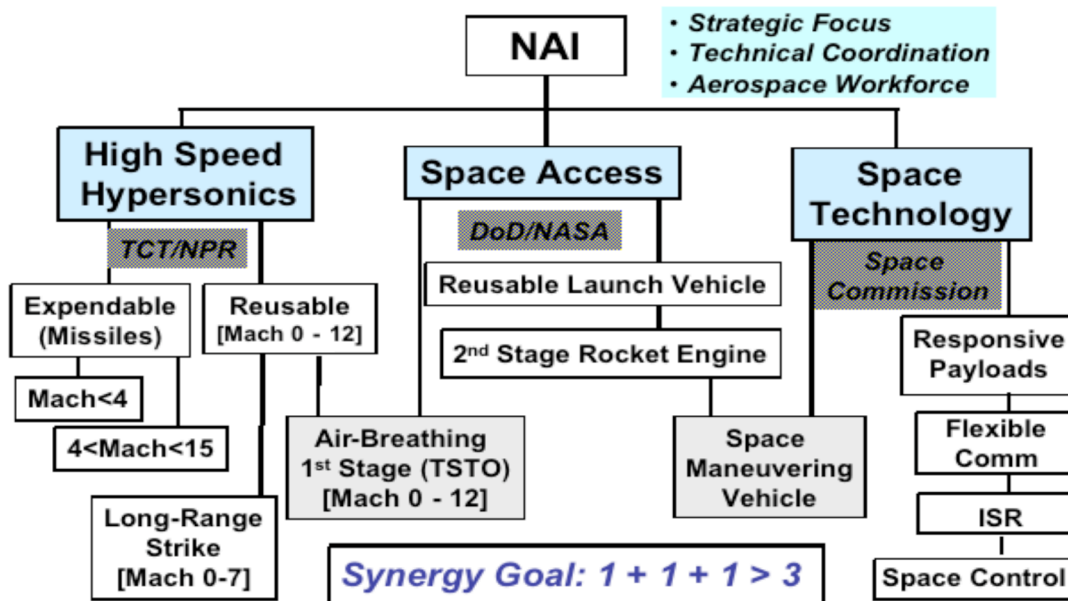 NAI
• Strategic Focus
• Technical Coordination
• Aerospace Workforce
High Speed
Hypersonics
Space Access
Space
Technology
TCT/NPR
DoD/NASA
Space
Commission
Expendable
(Missiles)
Reusable
[Mach 0 - 12]
Reusable Launch Vehicle
Responsive
Payloads
2nd Stage Rocket Engine
Mach<4
4<Mach<15
Air-Breathing
1st Stage (TSTO)
[Mach 0 - 12]
Space
Maneuvering
Vehicle
Flexible
Comm
Long-Range
Strike
[Mach 0-7]
ISR
Space Control
Synergy Goal: 1 + 1 + 1 > 3